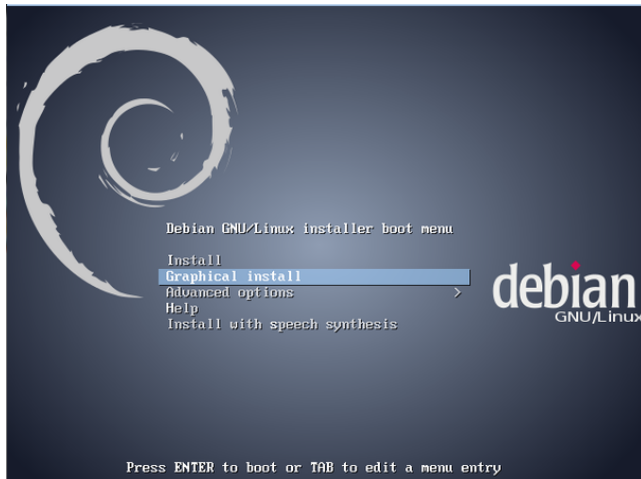 Debian GNU/Linux installer boot menu
Install
Graphical install
Advanced options >
Help
Install with speech synthesis
debian
GNU/Linux
Press ENTER to boot or TAB to edit a menu entry